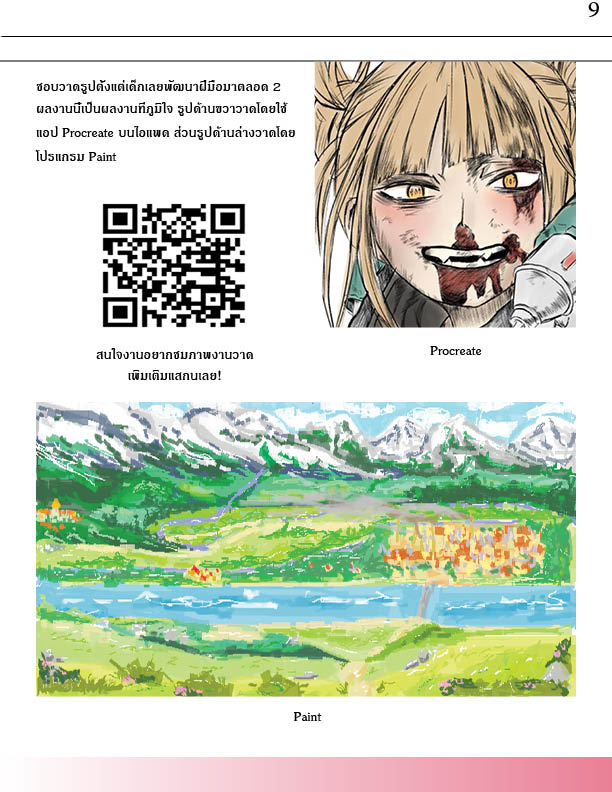 9
ชอบวาดรูปตั้งแต่เด็กเลยพัฒนาฝีมือมาตลอด 2
ผลงานนี้เป็นผลงานที่ภูมิใจ รูปด้านขวาวาดโดยใช้
แอป Procreate บนไอแพด ส่วนรูปด้านล่างวาดโดย
โปรแกรม Paint
สนใจงานอยากชมภาพงานวาด
เพิ่มเติมแสกนเลย!
Procreate
Paint